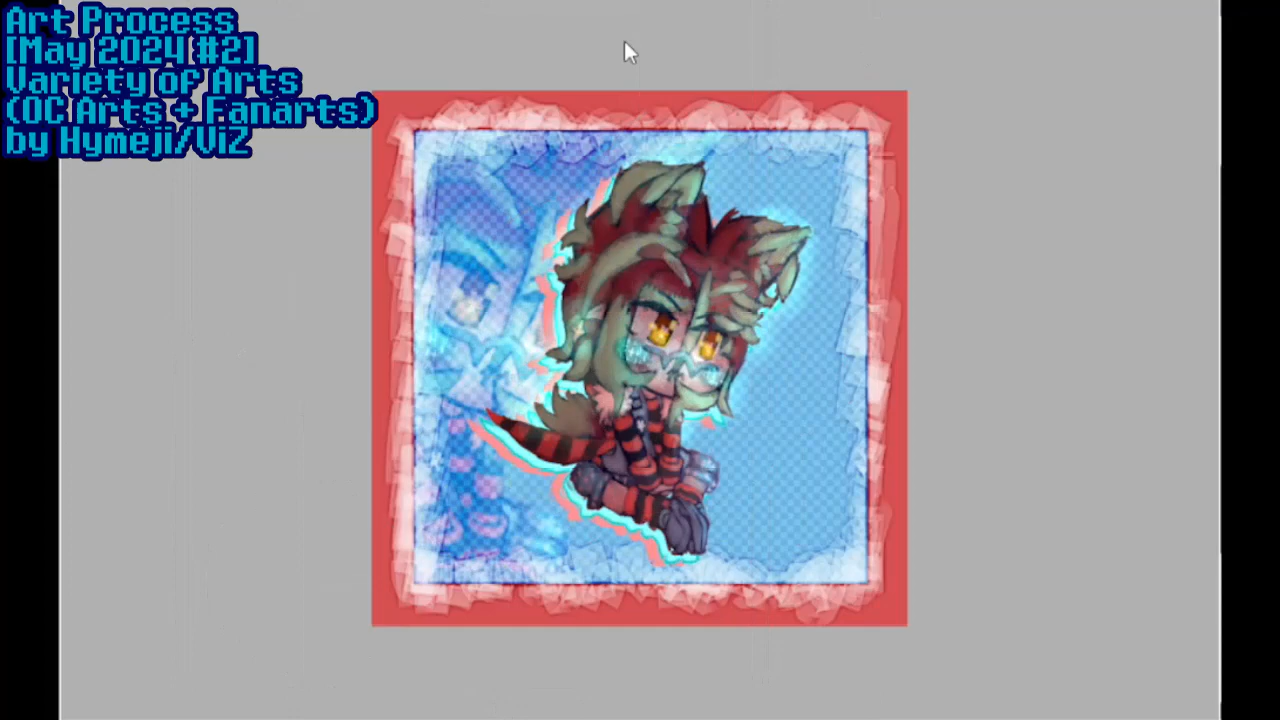 Art Process
[May 2024 #2]
Variety of Arts
(OC Arts + Fanarts)
by Hymeji/ViZ